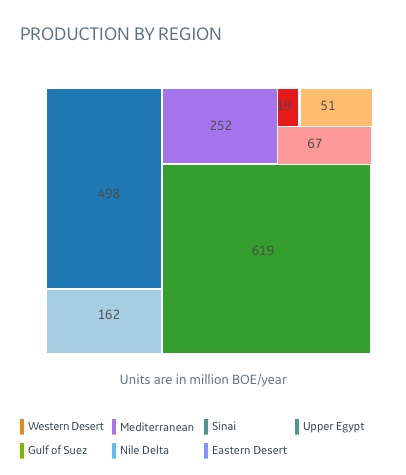 PRODUCTION BY REGION
19
51
252
67
498
619
162
Units are in million BOE/year
Western Desert Mediterranean Sinai Upper Egypt
Gulf of Suez Nile Delta Eastern Desert